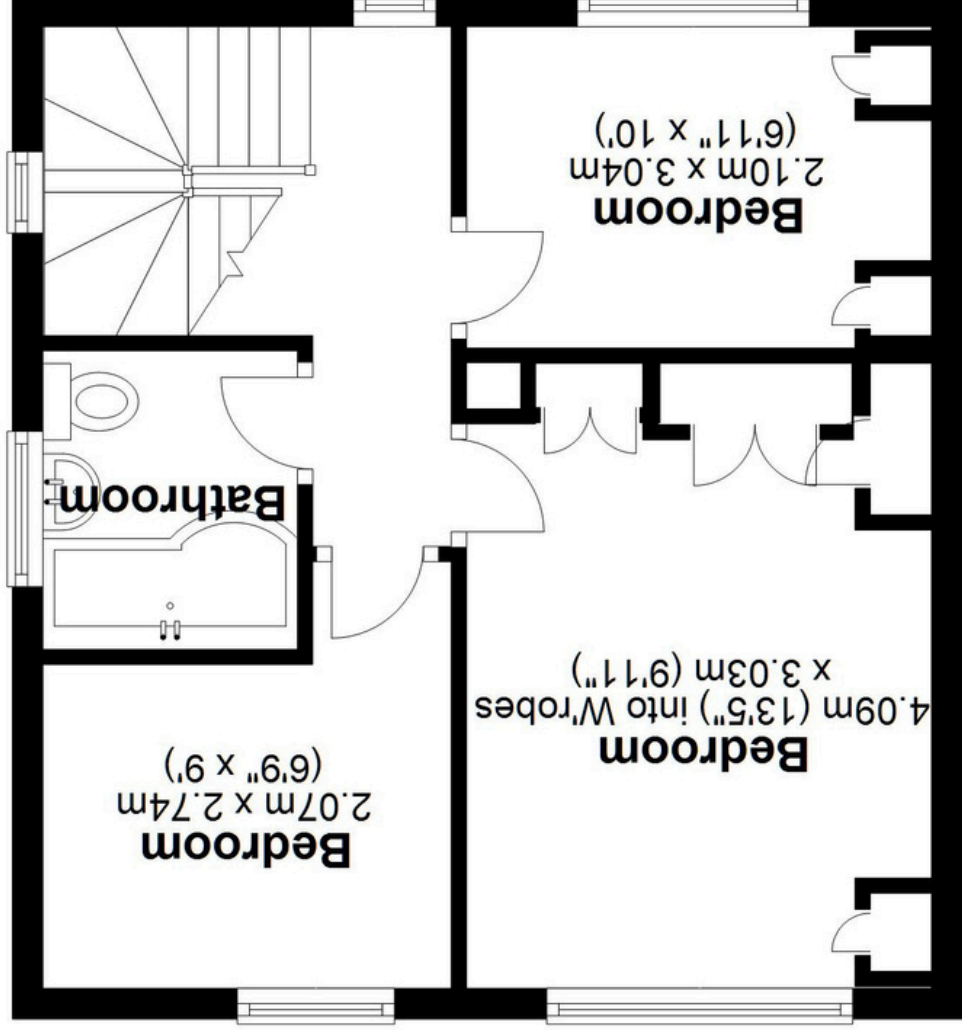 Bedroom
2.07m x 2.74m
(6'9" x 9')
Bedroom
4.09m (13'5") into W'robes
x 3.03m (9'11")
Bathroom
Bedroom
2.10m x 3.04m
(6'11" x 10')